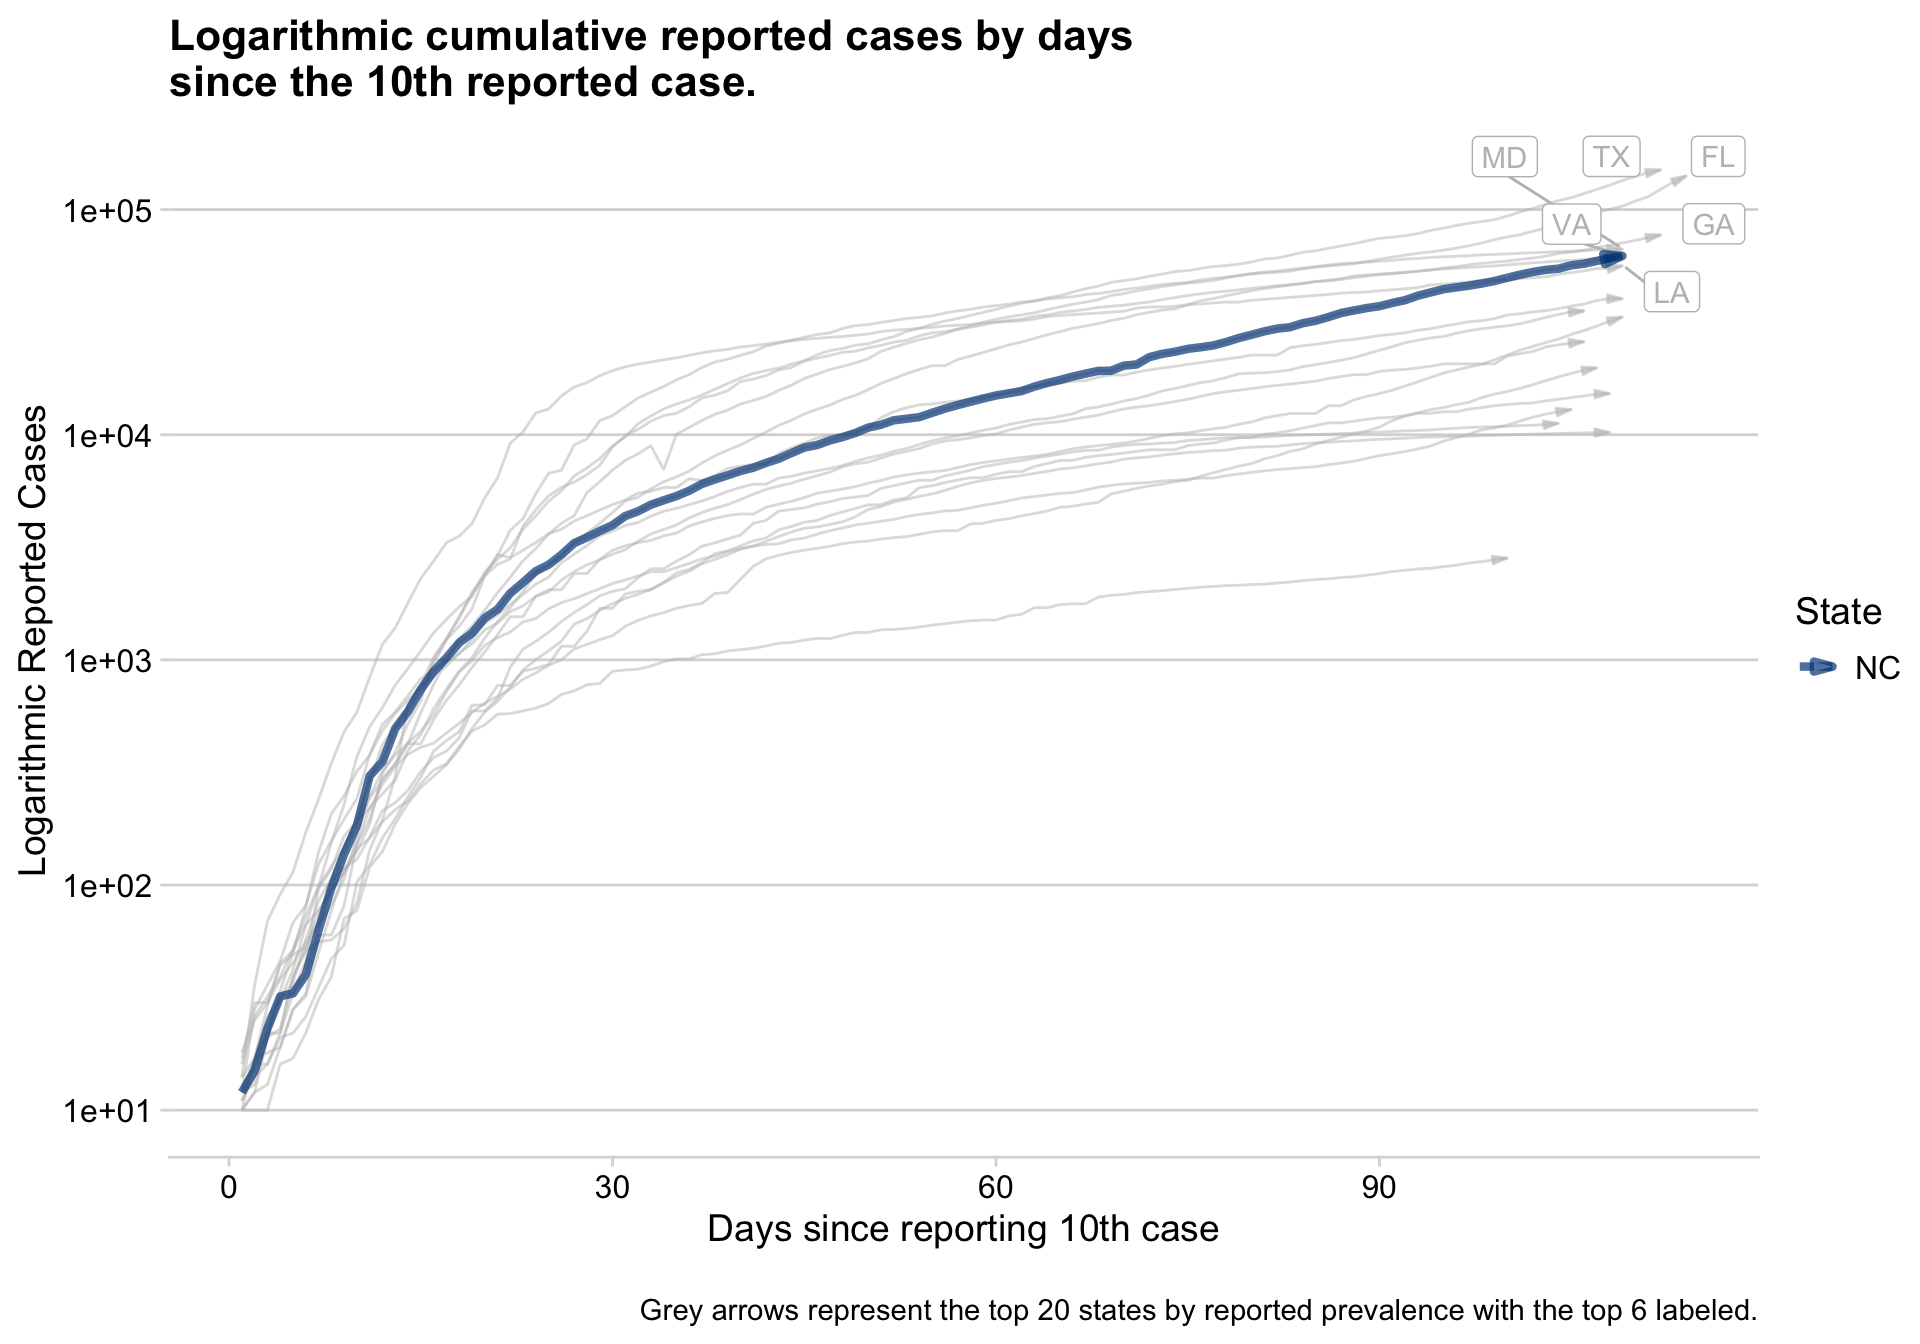 Logarithmic cumulative reported cases by days
since the 10th reported case.
MD
TX
FL
VA
GA
LA
1e+05
1e+04
1e+03
1e+02
1e+01
Logarithmic Reported Cases
0
30
60
90
Days since reporting 10th case
State
NC
Grey arrows represent the top 20 states by reported prevalence with the top 6 labeled.